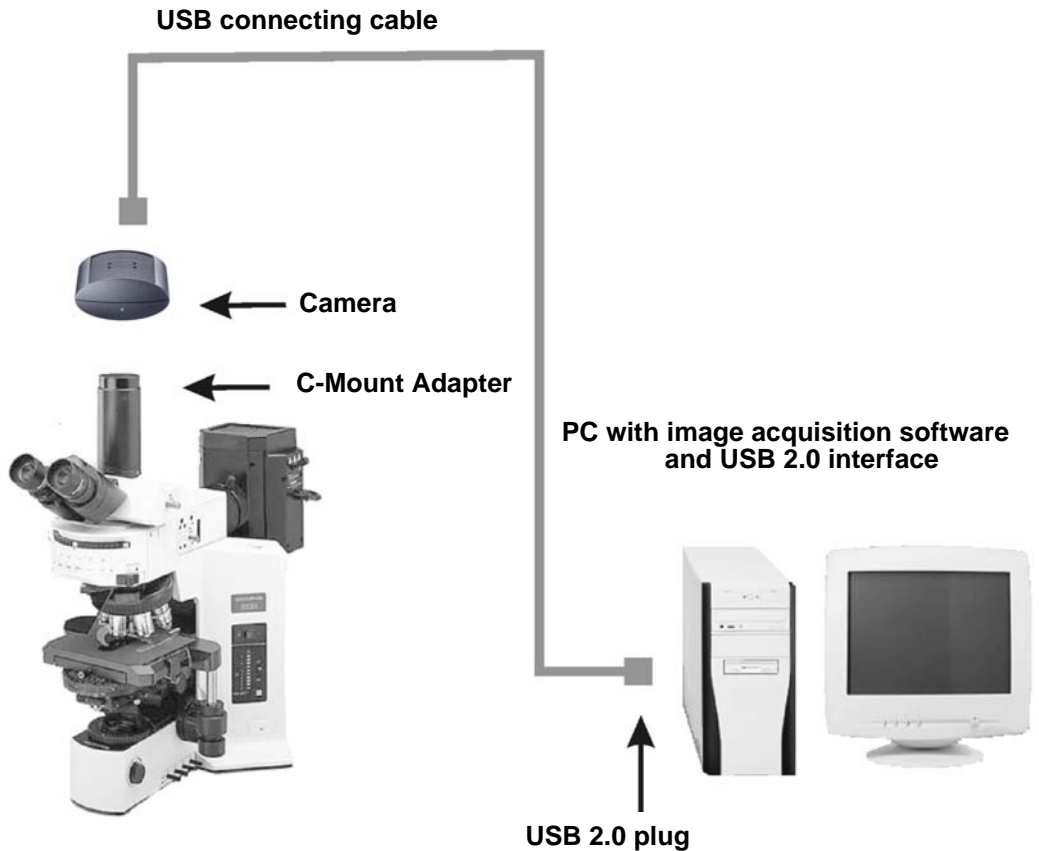 USB connecting cable
Camera
C-Mount Adapter
PC with image acquisition software
and USB 2.0 interface
USB 2.0 plug